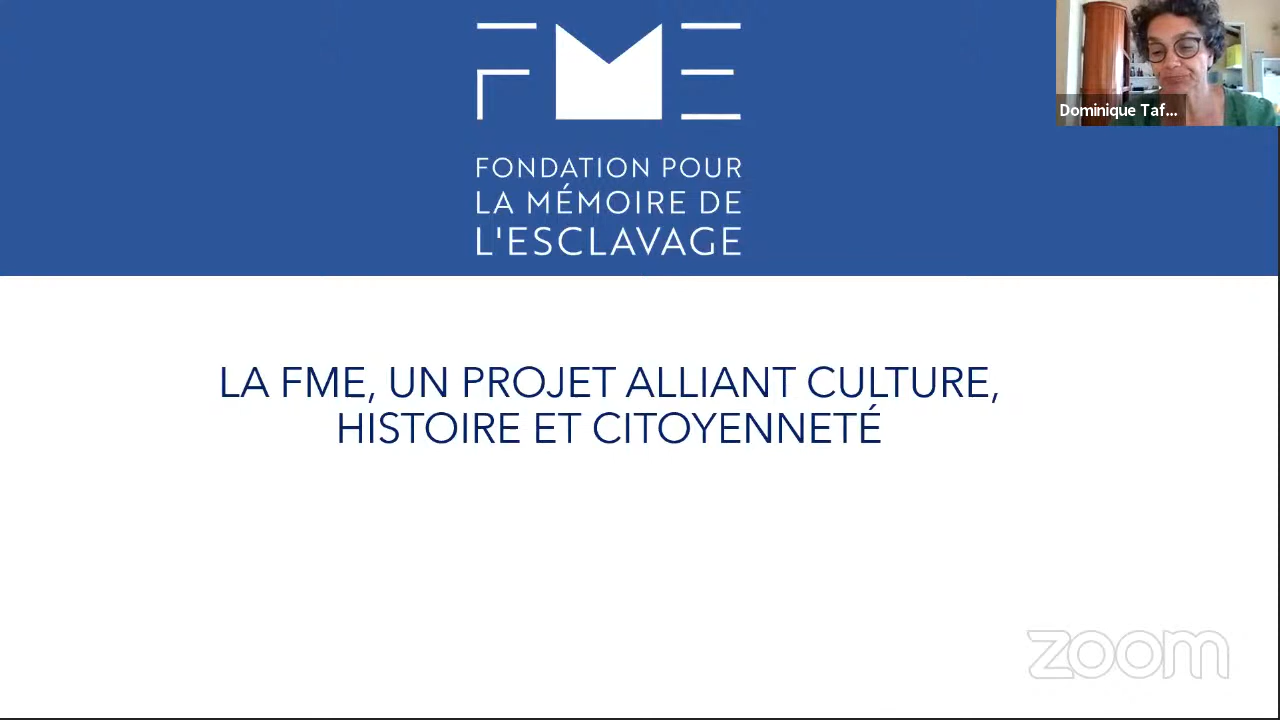 FME
FONDATION POUR
LA MÉMOIRE DE
L'ESCLAVAGE
Dominique Taf...
LA FME, UN PROJET ALLIANT CULTURE,
HISTOIRE ET CITOYENNETÉ
zoom